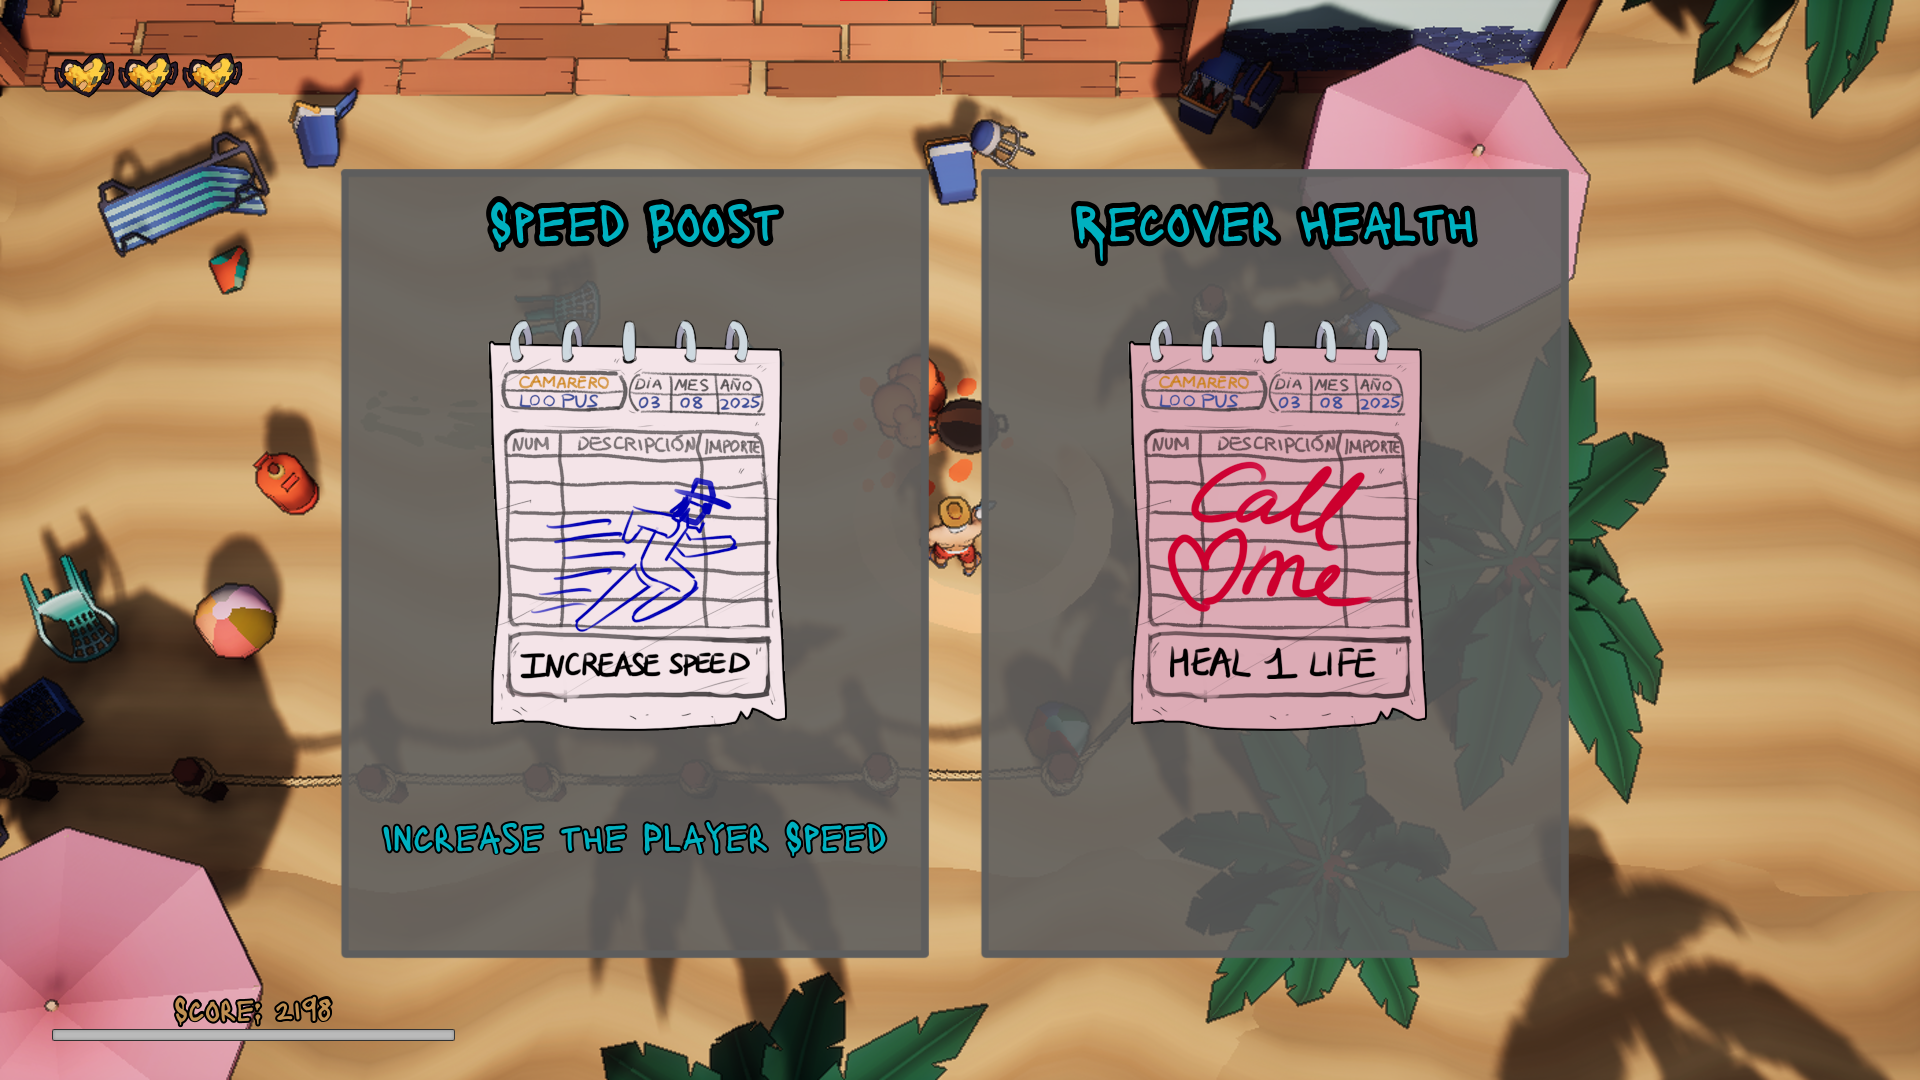 SPEED BOOST
CAMARERO
LOO PUS
DíA MES AÑO
03 08 2025
NUM DESCRIPCIÓN IMPORTE
INCREASE SPEED
INCREASE THE PLAYER SPEED
RECOVER HEALTH
CAMARERO
LOO PUS
DíA MES AÑO
03 08 2025
NUM DESCRIPCIÓN IMPORTE
Call
me
HEAL 1 LIFE
SCORE: 2198